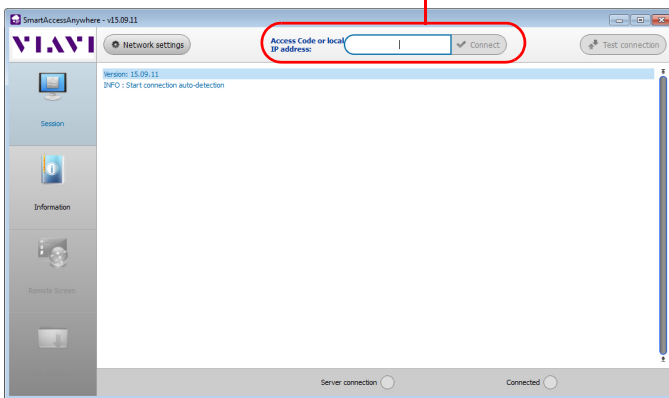 SmartAccessAnywhere - v15.09.11
VIAVI
Network settings
Access Code or local
IP address:
Connect
Test connection
Version: 15.09.11
INFO : Start connection auto-detection
Session
Information
Remote Screen
Server connection
Connected